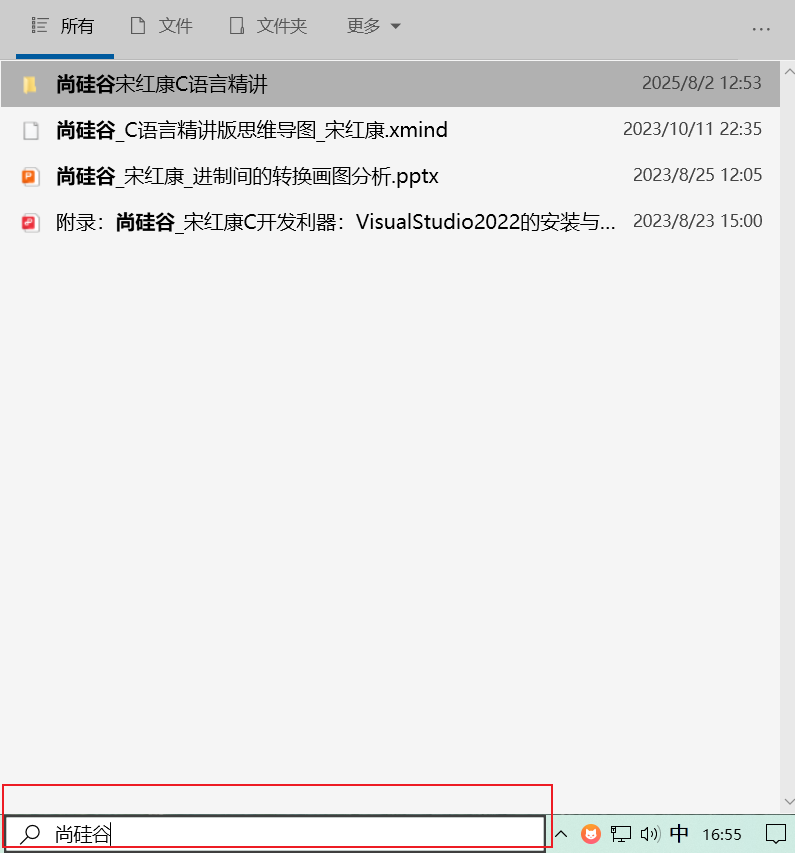 所有 文件 文件夹 更多 ...
尚硅谷宋红康C语言精讲 2025/8/2 12:53
尚硅谷_C语言精讲版思维导图_宋红康.xmind 2023/10/11 22:35
尚硅谷_宋红康_进制间的转换画图分析.pptx 2023/8/25 12:05
附录：尚硅谷_宋红康C开发利器：VisualStudio2022的安装与... 2023/8/23 15:00
尚硅谷 中 16:55